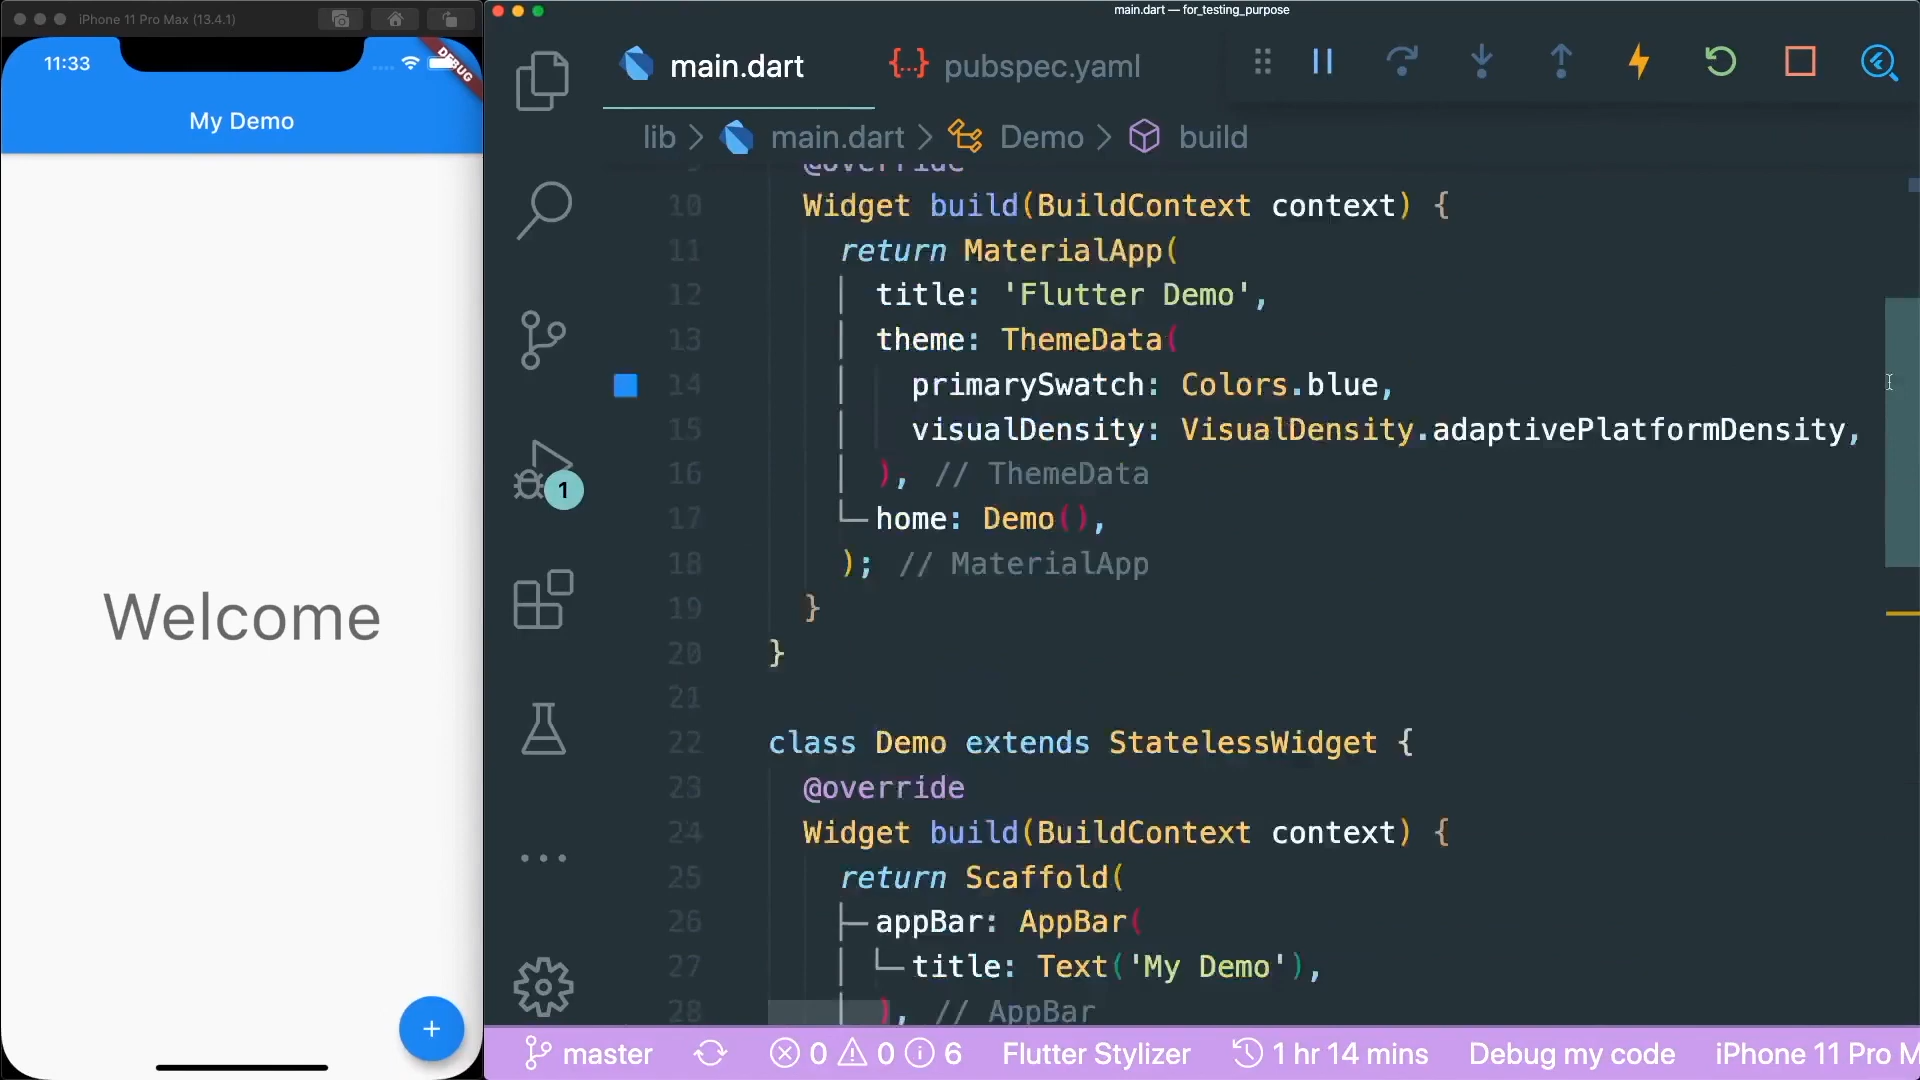 iPhone 11 Pro Max (13.4.1)
11:33
DEBUG
My Demo
Welcome
+
main.dart — for_testing_purpose
main.dart
{...} pubspec.yaml
lib > main.dart > Demo > build
9 @override
10 Widget build(BuildContext context) {
11 return MaterialApp(
12 title: 'Flutter Demo',
13 theme: ThemeData(
14 primarySwatch: Colors.blue,
15 visualDensity: VisualDensity.adaptivePlatformDensity,
16 ), // ThemeData
17 home: Demo(),
18 ); // MaterialApp
19 }
20 }
21
22 class Demo extends StatelessWidget {
23 @override
24 Widget build(BuildContext context) {
25 return Scaffold(
26 appBar: AppBar(
27 title: Text('My Demo'),
28 ), // AppBar
1
master 0 0 6 Flutter Stylizer 1 hr 14 mins Debug my code iPhone 11 Pro M